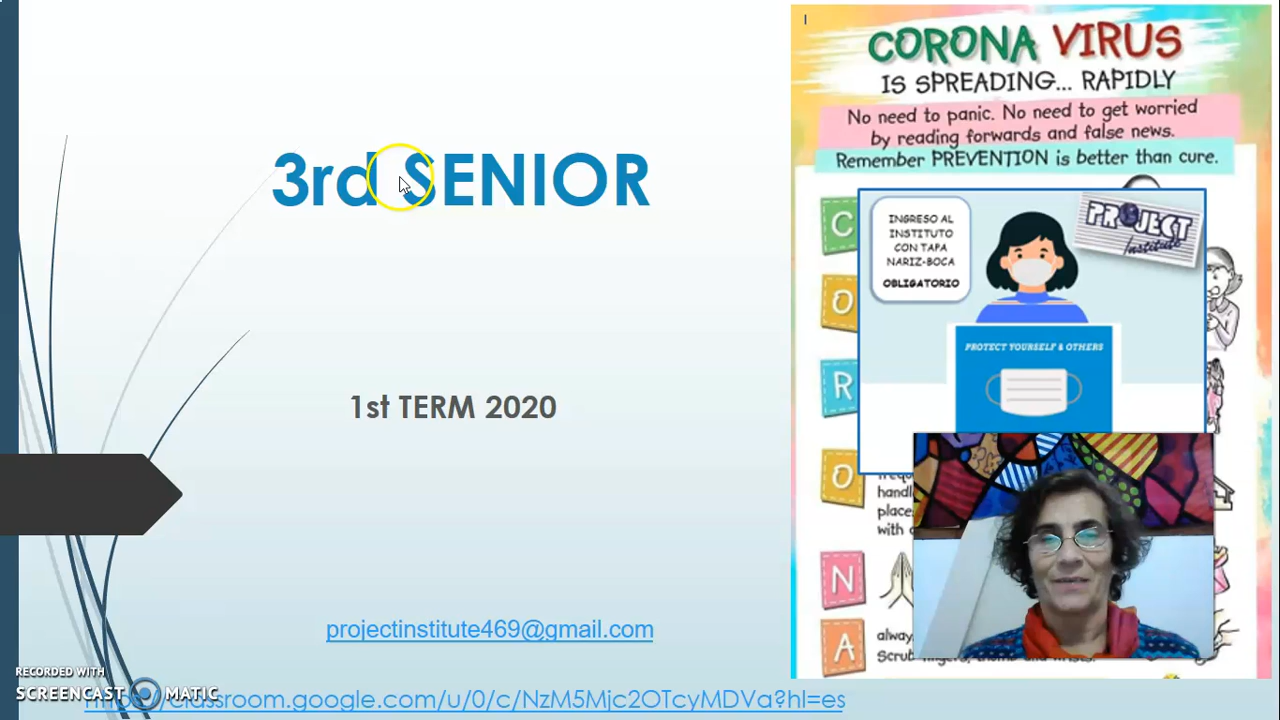 3rd SENIOR
1st TERM 2020
projectinstitute469@gmail.com
classroom.google.com/u/0/c/NzM5Mjc2OTcyMDVa?hl=es
RECORDED WITH
SCREENCAST MATIC
CORONA VIRUS
IS SPREADING... RAPIDLY
No need to panic. No need to get worried
by reading forwards and false news.
Remember PREVENTION is better than cure.
C
O
R
O
N
A
INGRESO AL
INSTITUTO
CON TAPA
NARIZ-BOCA
OBLIGATORIO
PROJECT
Institute
PROTECT YOURSELF & OTHERS
with